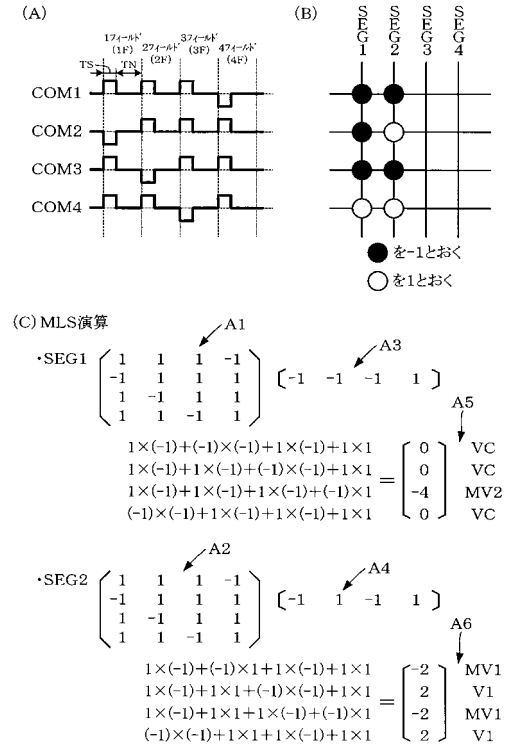 (A)
1フィールド
(1F)
2フィールド
(2F)
3フィールド
(3F)
4フィールド
(4F)
TS
TN
COM1
COM2
COM3
COM4
(B)
SEG1
SEG2
SEG3
SEG4
を-1とおく
を1とおく
(C)MLS演算
A1
A3
・SEG1
1 1 1 -1
-1 1 1 1
1 -1 1 1
1 1 -1 1
-1 -1 -1 1
A5
1×(-1)+(-1)×(-1)+1×(-1)+1×1 0 VC
1×(-1)+1×(-1)+(-1)×(-1)+1×1 0 VC
1×(-1)+1×(-1)+1×(-1)+(-1)×1 = -4 MV2
(-1)×(-1)+1×(-1)+1×(-1)+1×1 0 VC
A2
A4
・SEG2
1 1 1 -1
-1 1 1 1
1 -1 1 1
1 1 -1 1
-1 1 -1 1
A6
1×(-1)+(-1)×1+1×(-1)+1×1 -2 MV1
1×(-1)+1×1+(-1)×(-1)+1×1 2 V1
1×(-1)+1×1+1×(-1)+(-1)×1 = -2 MV1
(-1)×(-1)+1×1+1×(-1)+1×1 2 V1